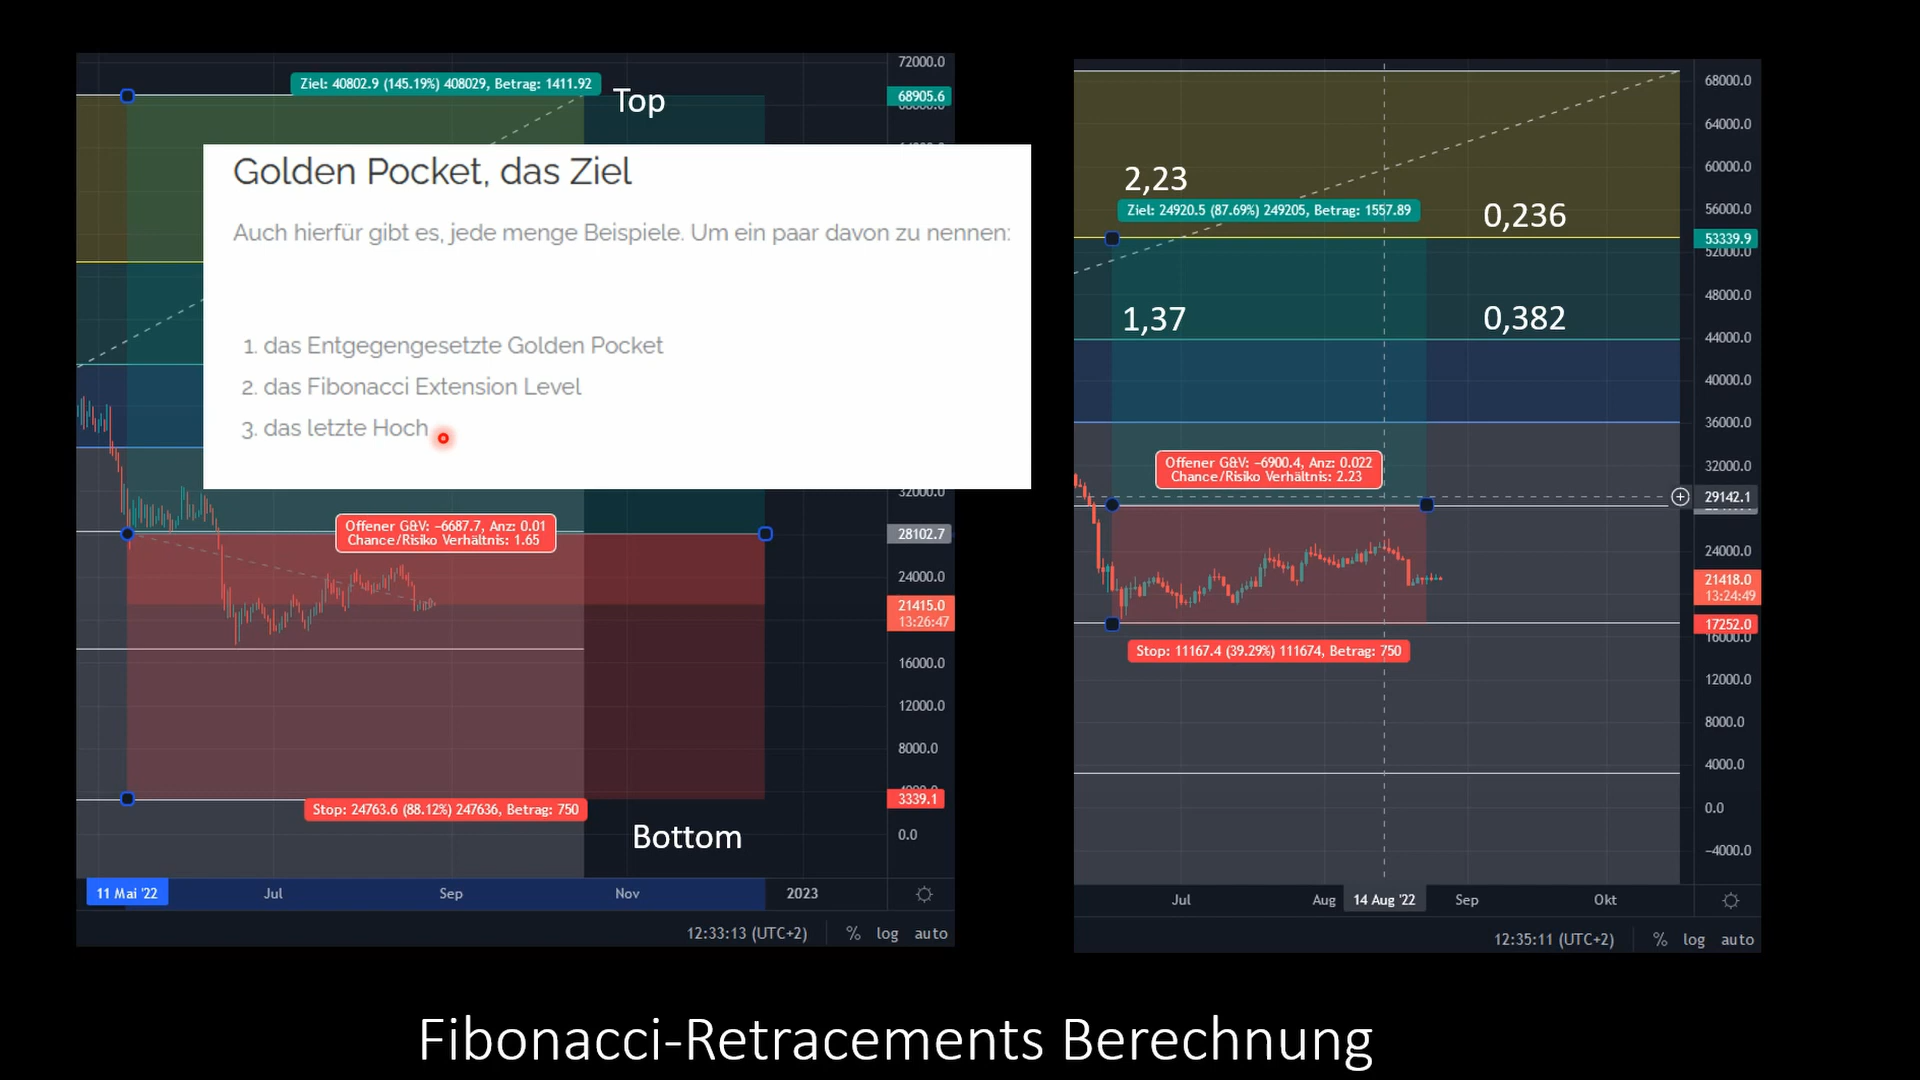 72000.0
Ziel: 40802.9 (145.19%) 408029, Betrag: 1411.92
68905.6
Top
Golden Pocket, das Ziel
Auch hierfür gibt es, jede menge Beispiele. Um ein paar davon zu nennen:
1. das Entgegengesetzte Golden Pocket
2. das Fibonacci Extension Level
3. das letzte Hoch
32000.0
Offener G&V: −6687.7, Anz: 0.01
Chance/Risiko Verhältnis: 1.65
28102.7
24000.0
21415.0
13:26:47
16000.0
12000.0
8000.0
3339.1
Stop: 24763.6 (88.12%) 247636, Betrag: 750
Bottom
0.0
11 Mai '22
Jul
Sep
Nov
2023
12:33:13 (UTC+2)
%
log
auto
68000.0
64000.0
60000.0
2,23
Ziel: 24920.5 (87.69%) 249205, Betrag: 1557.89
0,236
56000.0
53339.9
52000.0
48000.0
1,37
0,382
44000.0
40000.0
36000.0
32000.0
Offener G&V: −6900.4, Anz: 0.022
Chance/Risiko Verhältnis: 2.23
29142.1
24000.0
21418.0
13:24:49
17252.0
16000.0
Stop: 11167.4 (39.29%) 111674, Betrag: 750
12000.0
8000.0
4000.0
0.0
−4000.0
Jul
Aug
14 Aug '22
Sep
Okt
12:35:11 (UTC+2)
%
log
auto
Fibonacci-Retracements Berechnung